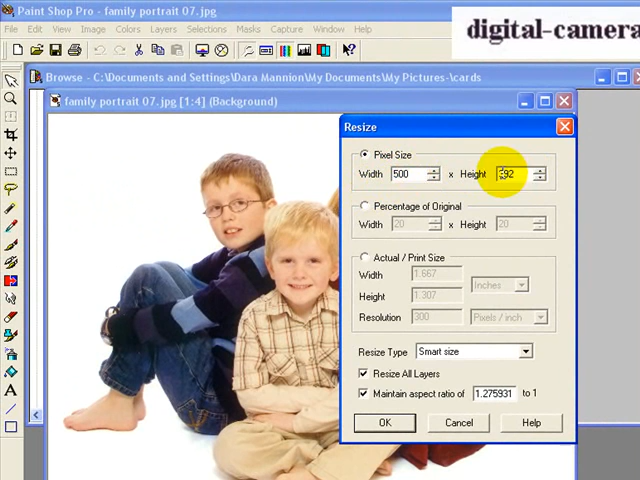 Paint Shop Pro - family portrait 07.jpg
File Edit View Image Effects Colors Layers Objects Selections Masks Capture Window Help
digital-camera
Browse - C:\Documents and Settings\Dara Mannion\My Documents\My Pictures-\cards
family portrait 07.jpg [1:4] (Background)
Resize
Pixel Size
Width 500 x Height 92
Percentage of Original
Width 20 x Height 20
Actual / Print Size
Width 1.667
Inches
Height 1.307
Resolution 300 Pixels / inch
Resize Type Smart size
Resize All Layers
Maintain aspect ratio of 1.275931 to 1
OK Cancel Help
A